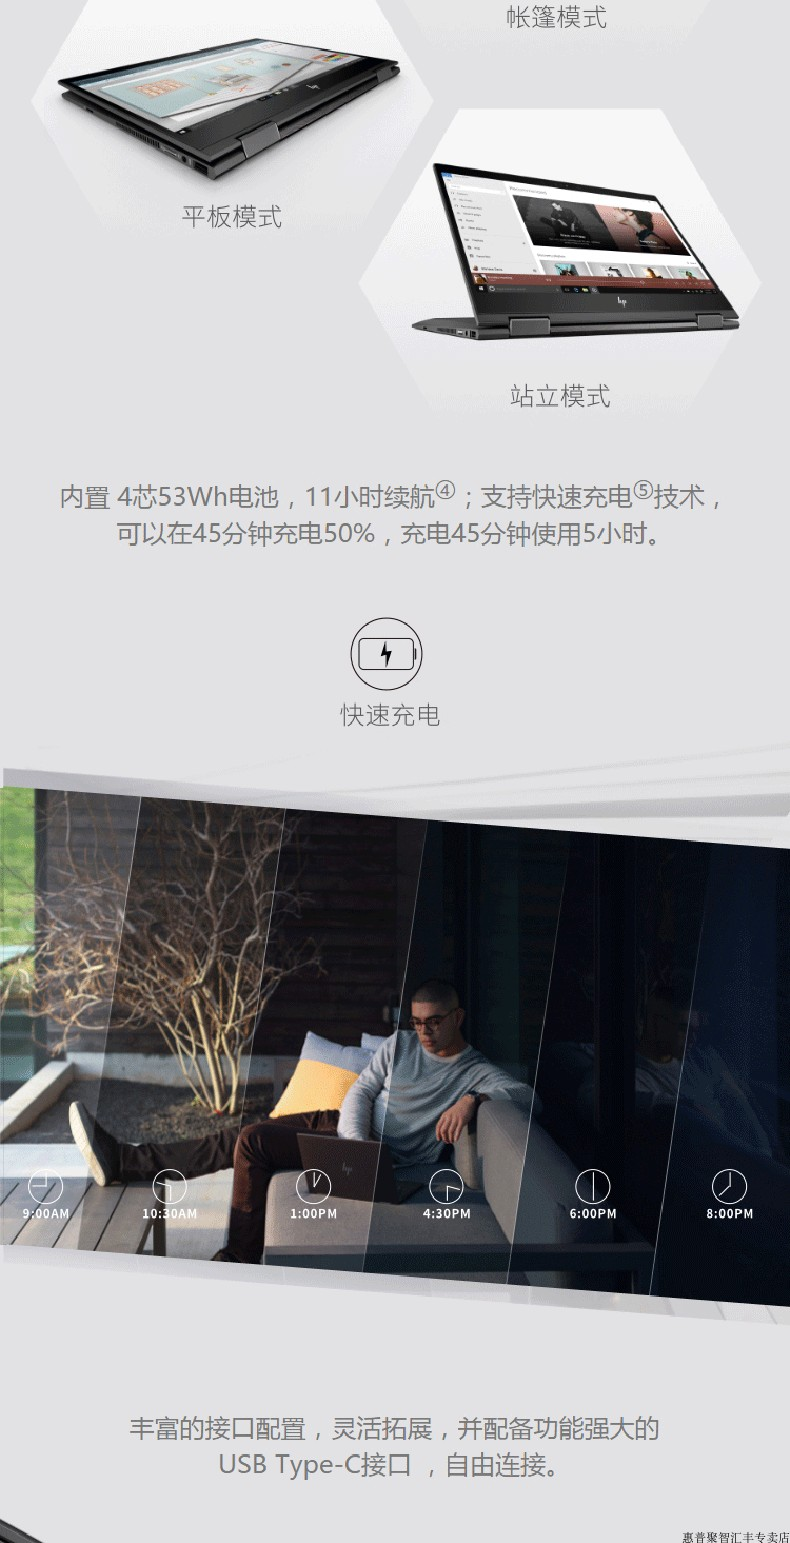 帐篷模式
平板模式
站立模式
内置 4芯53Wh电池，11小时续航④；支持快速充电⑤技术，
可以在45分钟充电50%，充电45分钟使用5小时。
快速充电
9:00AM 10:30AM 1:00PM 4:30PM 6:00PM 8:00PM
丰富的接口配置，灵活拓展，并配备功能强大的
USB Type-C接口 ，自由连接。
惠普聚智汇丰专卖店